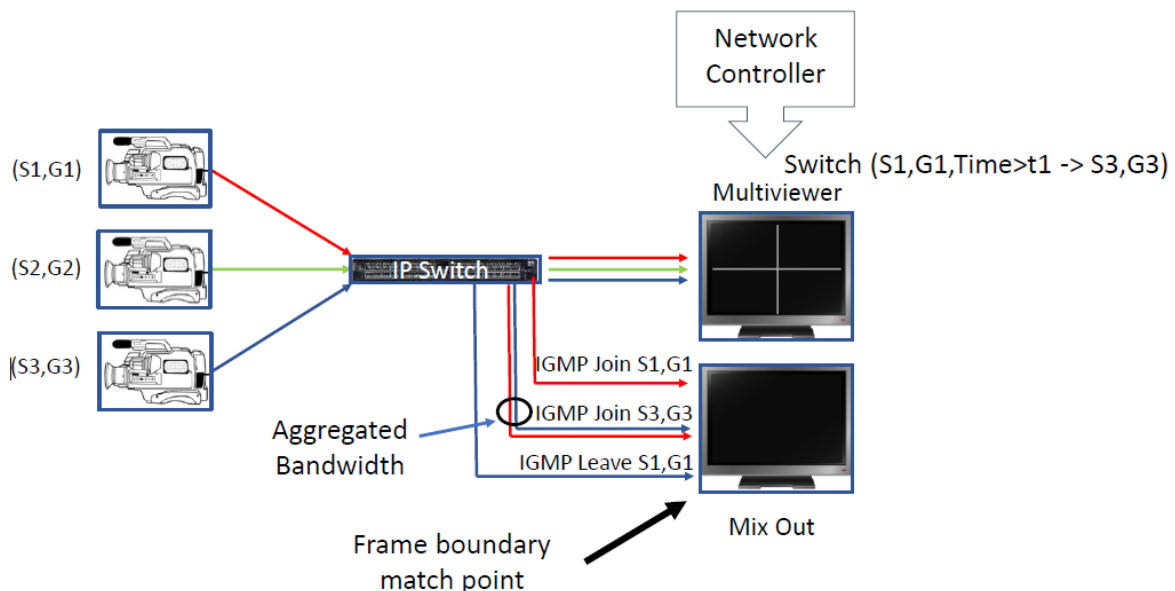 Network
Controller
(S1,G1)
Switch (S1,G1,Time>t1 -> S3,G3)
Multiviewer
(S2,G2)
IP Switch
(S3,G3)
IGMP Join S1,G1
IGMP Join S3,G3
Aggregated
Bandwidth
IGMP Leave S1,G1
Mix Out
Frame boundary
match point